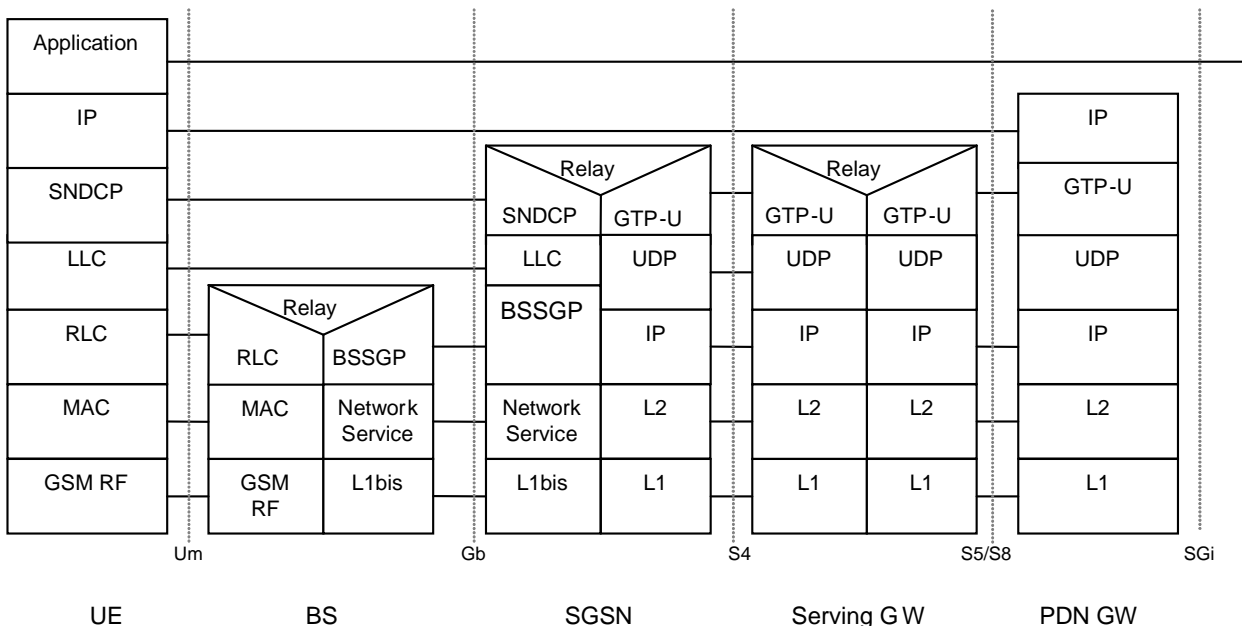 Application
IP
IP
Relay
Relay
SNDCP
GTP-U
SNDCP
GTP-U
GTP-U
GTP-U
LLC
LLC
UDP
UDP
UDP
UDP
Relay
BSSGP
RLC
IP
IP
IP
IP
RLC
BSSGP
MAC
MAC
Network
Service
Network
Service
L2
L2
L2
L2
GSM RF
GSM
RF
L1bis
L1bis
L1
L1
L1
L1
Um
Gb
S4
S5/S8
SGi
UE
BS
SGSN
Serving GW
PDN GW